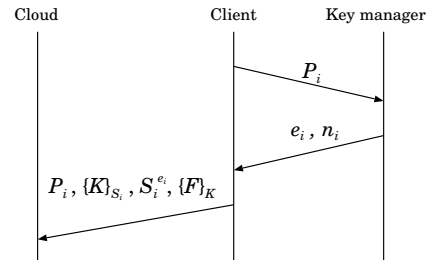 Cloud Client Key manager
P_i
e_i , n_i
P_i , {K}_{S_i} , S_i^{e_i}, {F}_K